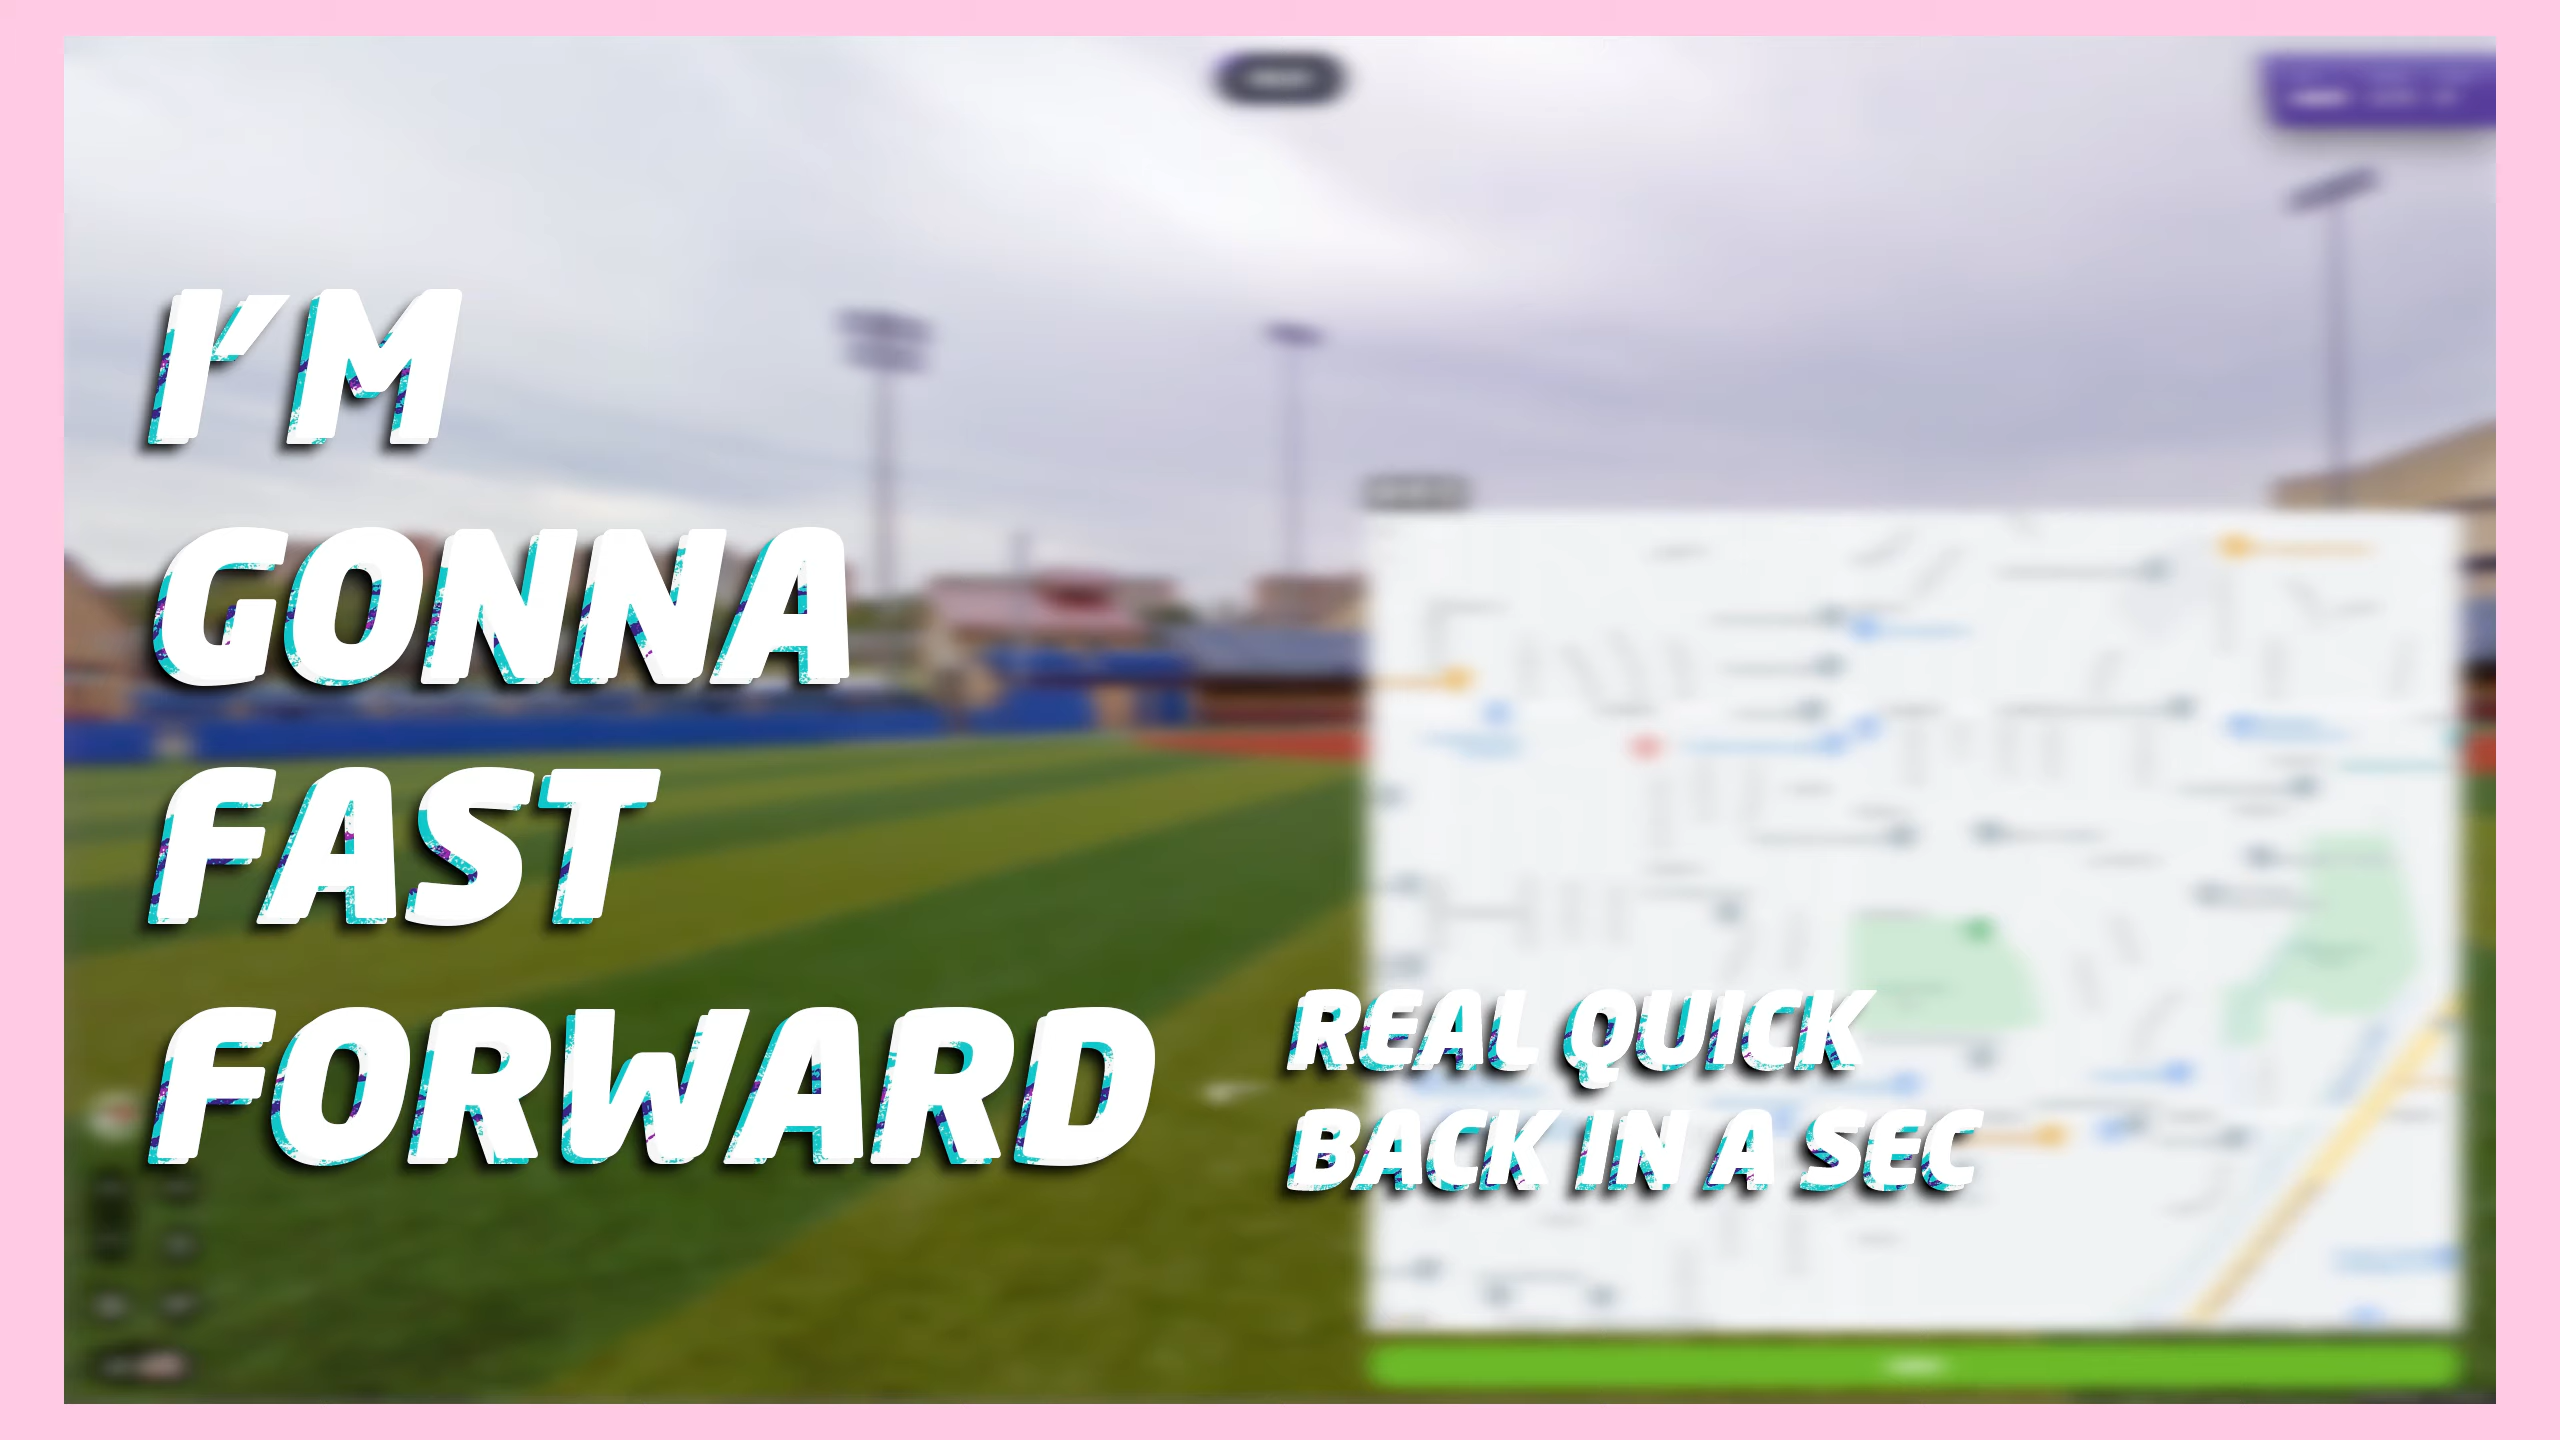 I'M
GONNA
FAST
FORWARD
REAL QUICK
BACK IN A SEC